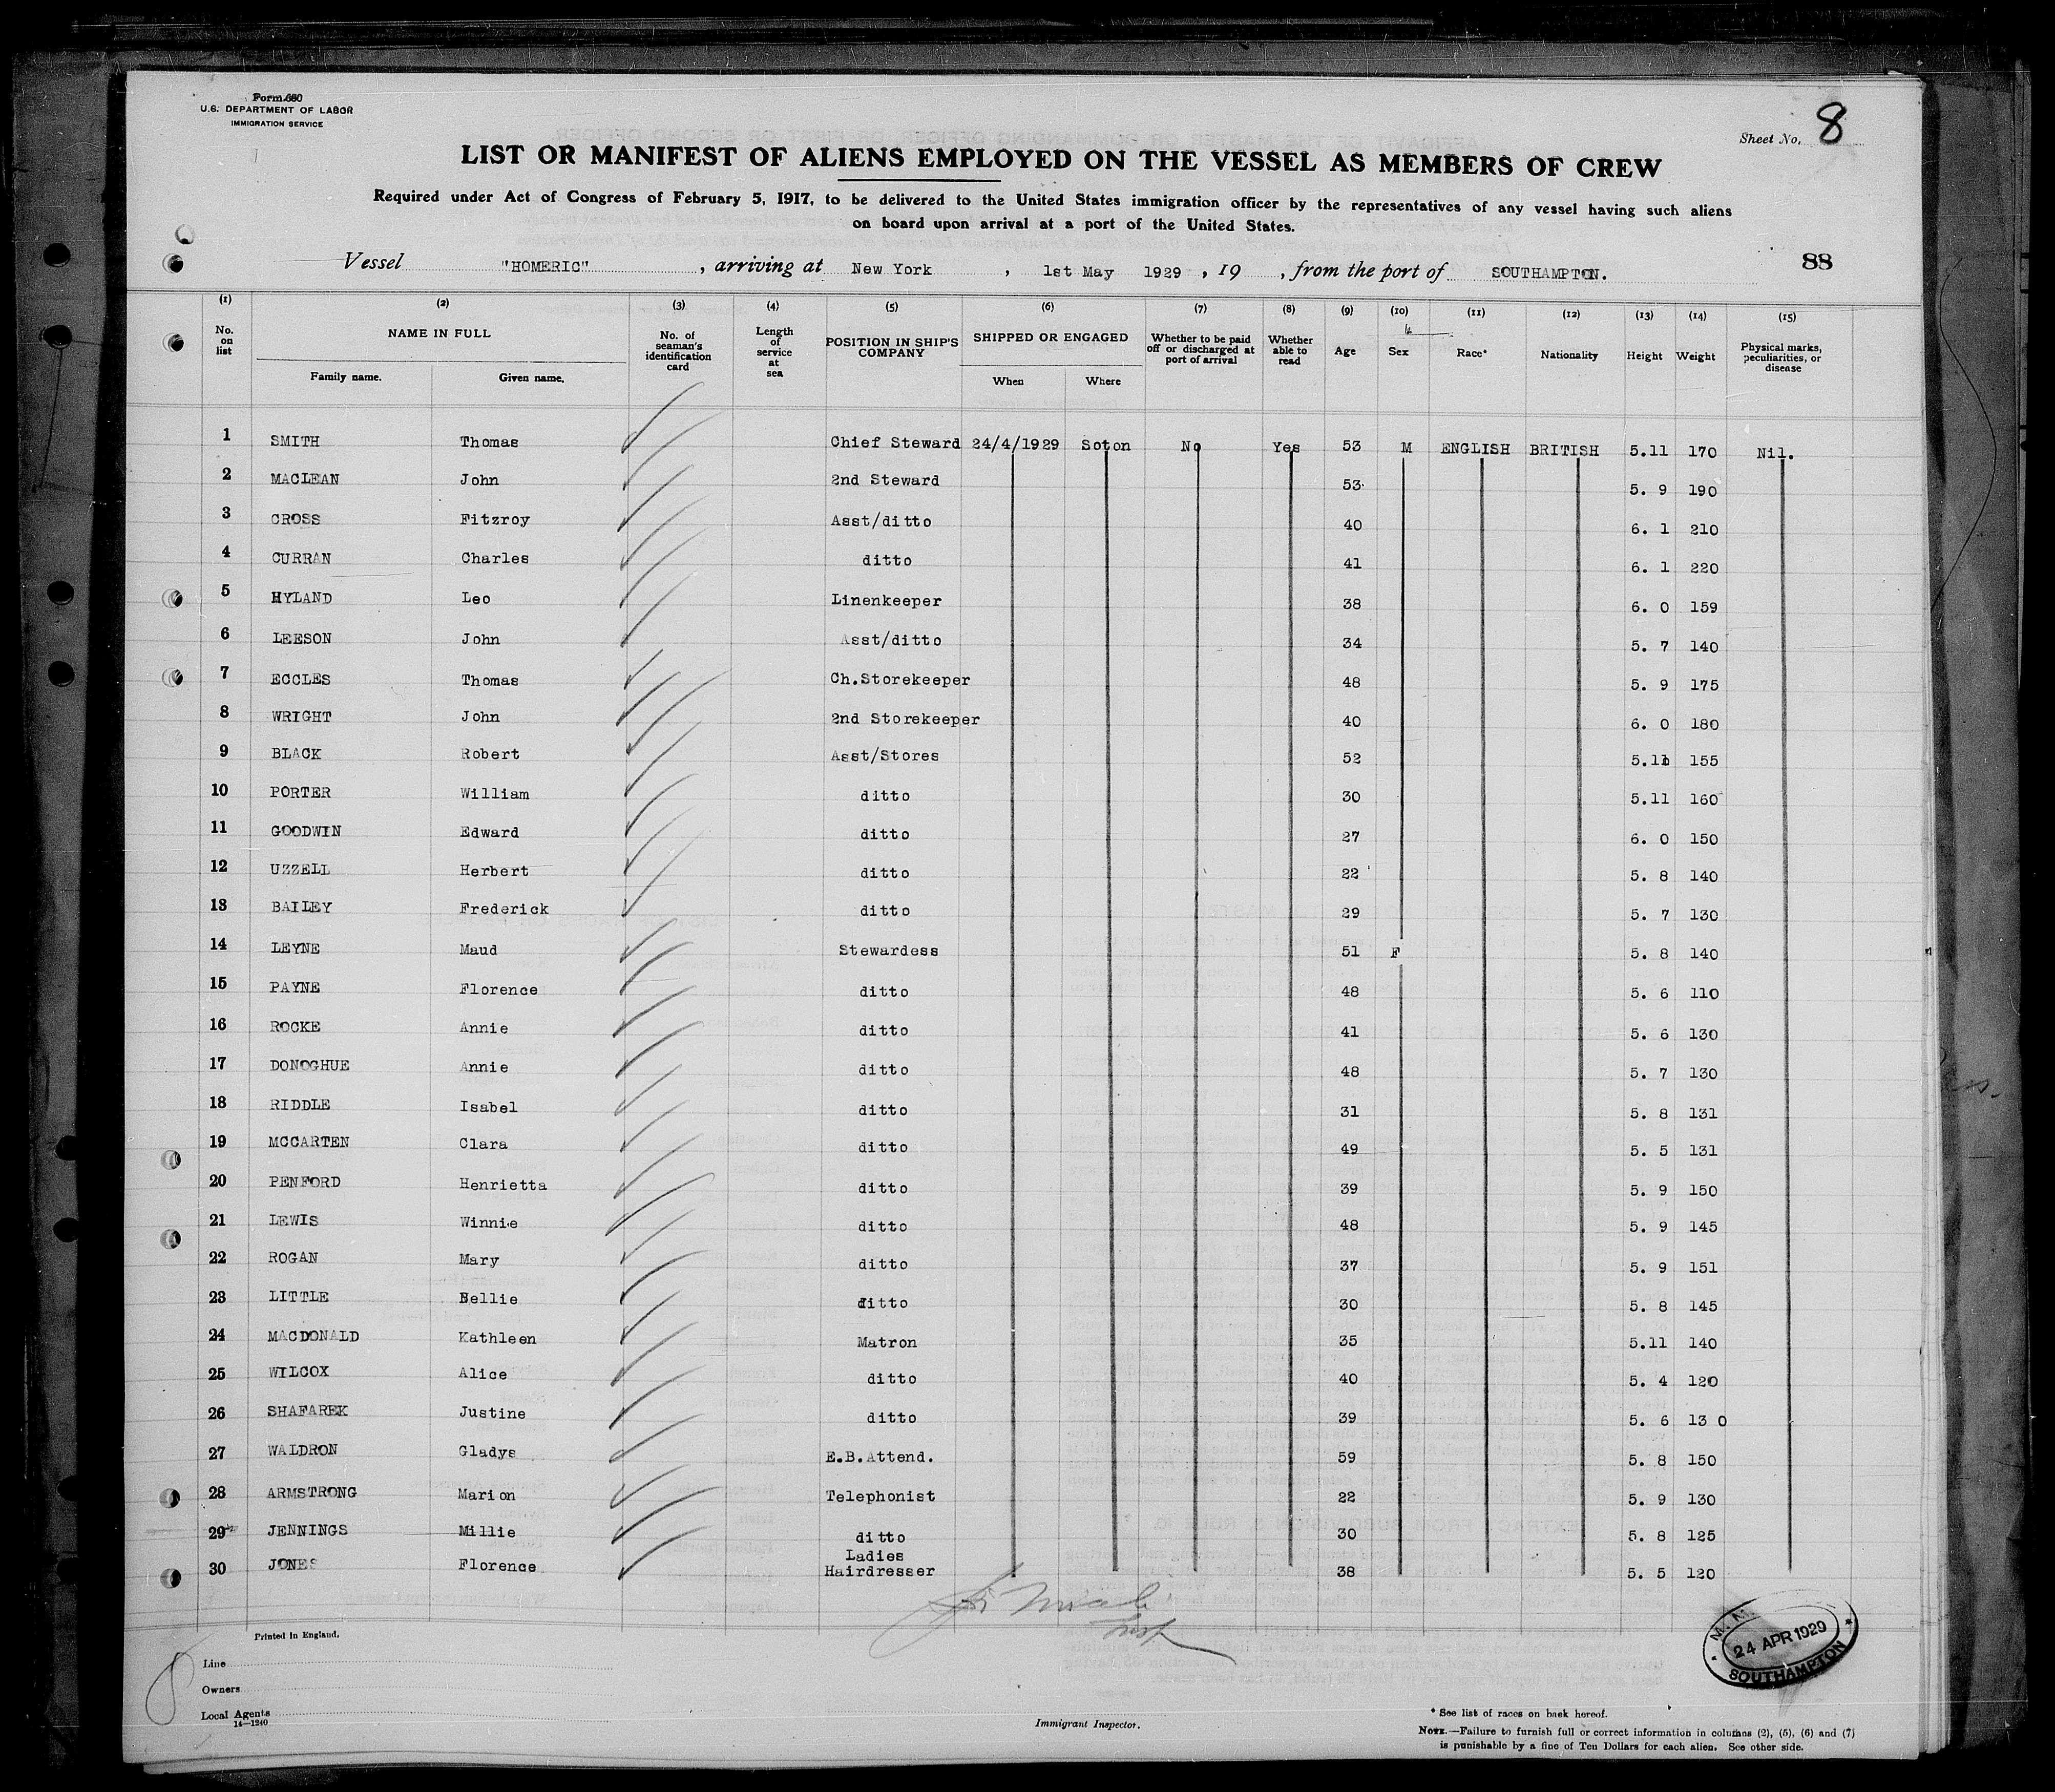 Form 680
U.S. DEPARTMENT OF LABOR
IMMIGRATION SERVICE
Sheet No. 8
LIST OR MANIFEST OF ALIENS EMPLOYED ON THE VESSEL AS MEMBERS OF CREW
Required under Act of Congress of February 5, 1917, to be delivered to the United States immigration officer by the representatives of any vessel having such aliens
on board upon arrival at a port of the United States.
Vessel "HOMERIC", arriving at New York, 1st May 1929, 19, from the port of SOUTHAMPTON.
88
(1) (2) (3) (4) (5) (6) (7) (8) (9) (10) (11) (12) (13) (14) (15)
No. on list NAME IN FULL No. of seaman's identification card Length of service at sea POSITION IN SHIP'S COMPANY SHIPPED OR ENGAGED Whether to be paid off or discharged at port of arrival Whether able to read Age Sex Race* Nationality Height Weight Physical marks, peculiarities, or disease
Family name. Given name. When Where
1 SMITH Thomas Chief Steward 24/4/1929 Soton No Yes 53 M ENGLISH BRITISH 5.11 170 Nil.
2 MACLEAN John 2nd Steward 53 5. 9 190
3 CROSS Fitzroy Asst/ditto 40 6. 1 210
4 CURRAN Charles ditto 41 6. 1 220
5 HYLAND Leo Linenkeeper 38 6. 0 159
6 LEESON John Asst/ditto 34 5. 7 140
7 ECCLES Thomas Ch.Storekeeper 48 5. 9 175
8 WRIGHT John 2nd Storekeeper 40 6. 0 180
9 BLACK Robert Asst/Stores 52 5.11 155
10 PORTER William ditto 30 5.11 160
11 GOODWIN Edward ditto 27 6. 0 150
12 UZZELL Herbert ditto 22 5. 8 140
13 BAILEY Frederick ditto 29 5. 7 130
14 LEYNE Maud Stewardess 51 F 5. 8 140
15 PAYNE Florence ditto 48 5. 6 110
16 ROCKE Annie ditto 41 5. 6 130
17 DONOGHUE Annie ditto 48 5. 7 130
18 RIDDLE Isabel ditto 31 5. 8 131
19 MCCARTEN Clara ditto 49 5. 5 131
20 PENFORD Henrietta ditto 39 5. 9 150
21 LEWIS Winnie ditto 48 5. 9 145
22 ROGAN Mary ditto 37 5. 9 151
23 LITTLE Nellie ditto 30 5. 8 145
24 MACDONALD Kathleen Matron 35 5.11 140
25 WILCOX Alice ditto 40 5. 4 120
26 SHAFAREK Justine ditto 39 5. 6 13 0
27 WALDRON Gladys E.B.Attend. 59 5. 8 150
28 ARMSTRONG Marion Telephonist 22 5. 9 130
29 JENNINGS Millie ditto 30 5. 8 125
30 JONES Florence Ladies Hairdresser 38 5. 5 120
Printed in England.
8
Line
Owners
Local Agents
14—1240
Immigrant Inspector.
24 APR 1929
SOUTHAMPTON
* See list of races on back hereof.
NOTE.—Failure to furnish full or correct information in columns (2), (5), (6) and (7)
is punishable by a fine of Ten Dollars for each alien. See other side.